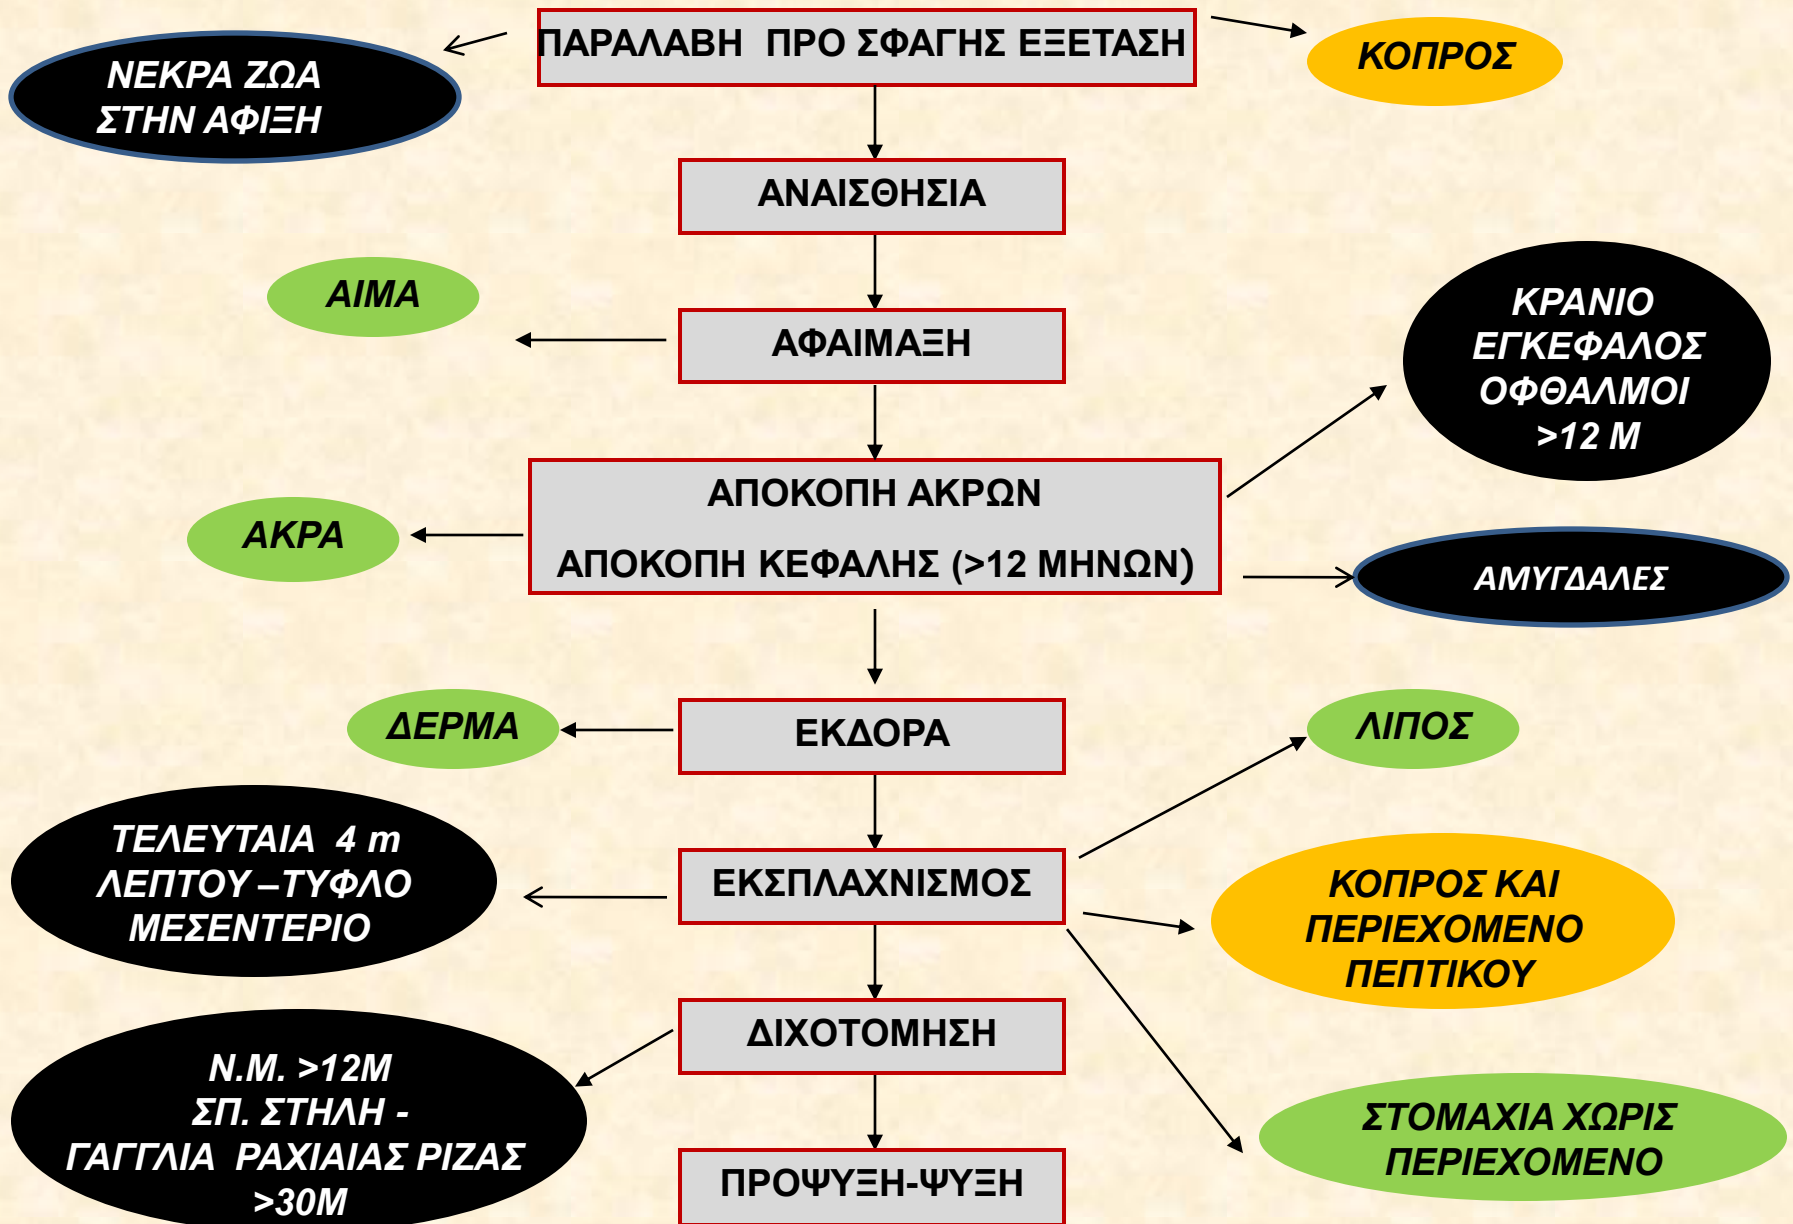 ΠΑΡΑΛΑΒΗ ΠΡΟ ΣΦΑΓΗΣ ΕΞΕΤΑΣΗ
ΝΕΚΡΑ ΖΩΑ
ΣΤΗΝ ΑΦΙΞΗ
ΚΟΠΡΟΣ
ΑΝΑΙΣΘΗΣΙΑ
ΑΙΜΑ
ΑΦΑΙΜΑΞΗ
ΚΡΑΝΙΟ
ΕΓΚΕΦΑΛΟΣ
ΟΦΘΑΛΜΟΙ
>12 Μ
ΑΠΟΚΟΠΗ ΑΚΡΩΝ
ΑΠΟΚΟΠΗ ΚΕΦΑΛΗΣ (>12 ΜΗΝΩΝ)
ΑΚΡΑ
ΑΜΥΓΔΑΛΕΣ
ΔΕΡΜΑ
ΕΚΔΟΡΑ
ΛΙΠΟΣ
ΤΕΛΕΥΤΑΙΑ 4 m
ΛΕΠΤΟΥ –ΤΥΦΛΟ
ΜΕΣΕΝΤΕΡΙΟ
ΕΚΣΠΛΑΧΝΙΣΜΟΣ
ΚΟΠΡΟΣ ΚΑΙ
ΠΕΡΙΕΧΟΜΕΝΟ
ΠΕΠΤΙΚΟΥ
ΔΙΧΟΤΟΜΗΣΗ
Ν.Μ. >12Μ
ΣΠ. ΣΤΗΛΗ -
ΓΑΓΓΛΙΑ ΡΑΧΙΑΙΑΣ ΡΙΖΑΣ
>30Μ
ΣΤΟΜΑΧΙΑ ΧΩΡΙΣ
ΠΕΡΙΕΧΟΜΕΝΟ
ΠΡΟΨΥΞΗ-ΨΥΞΗ